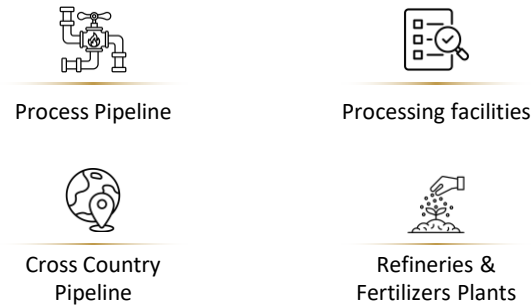 Process Pipeline
Processing facilities
Cross Country
Pipeline
Refineries &
Fertilizers Plants